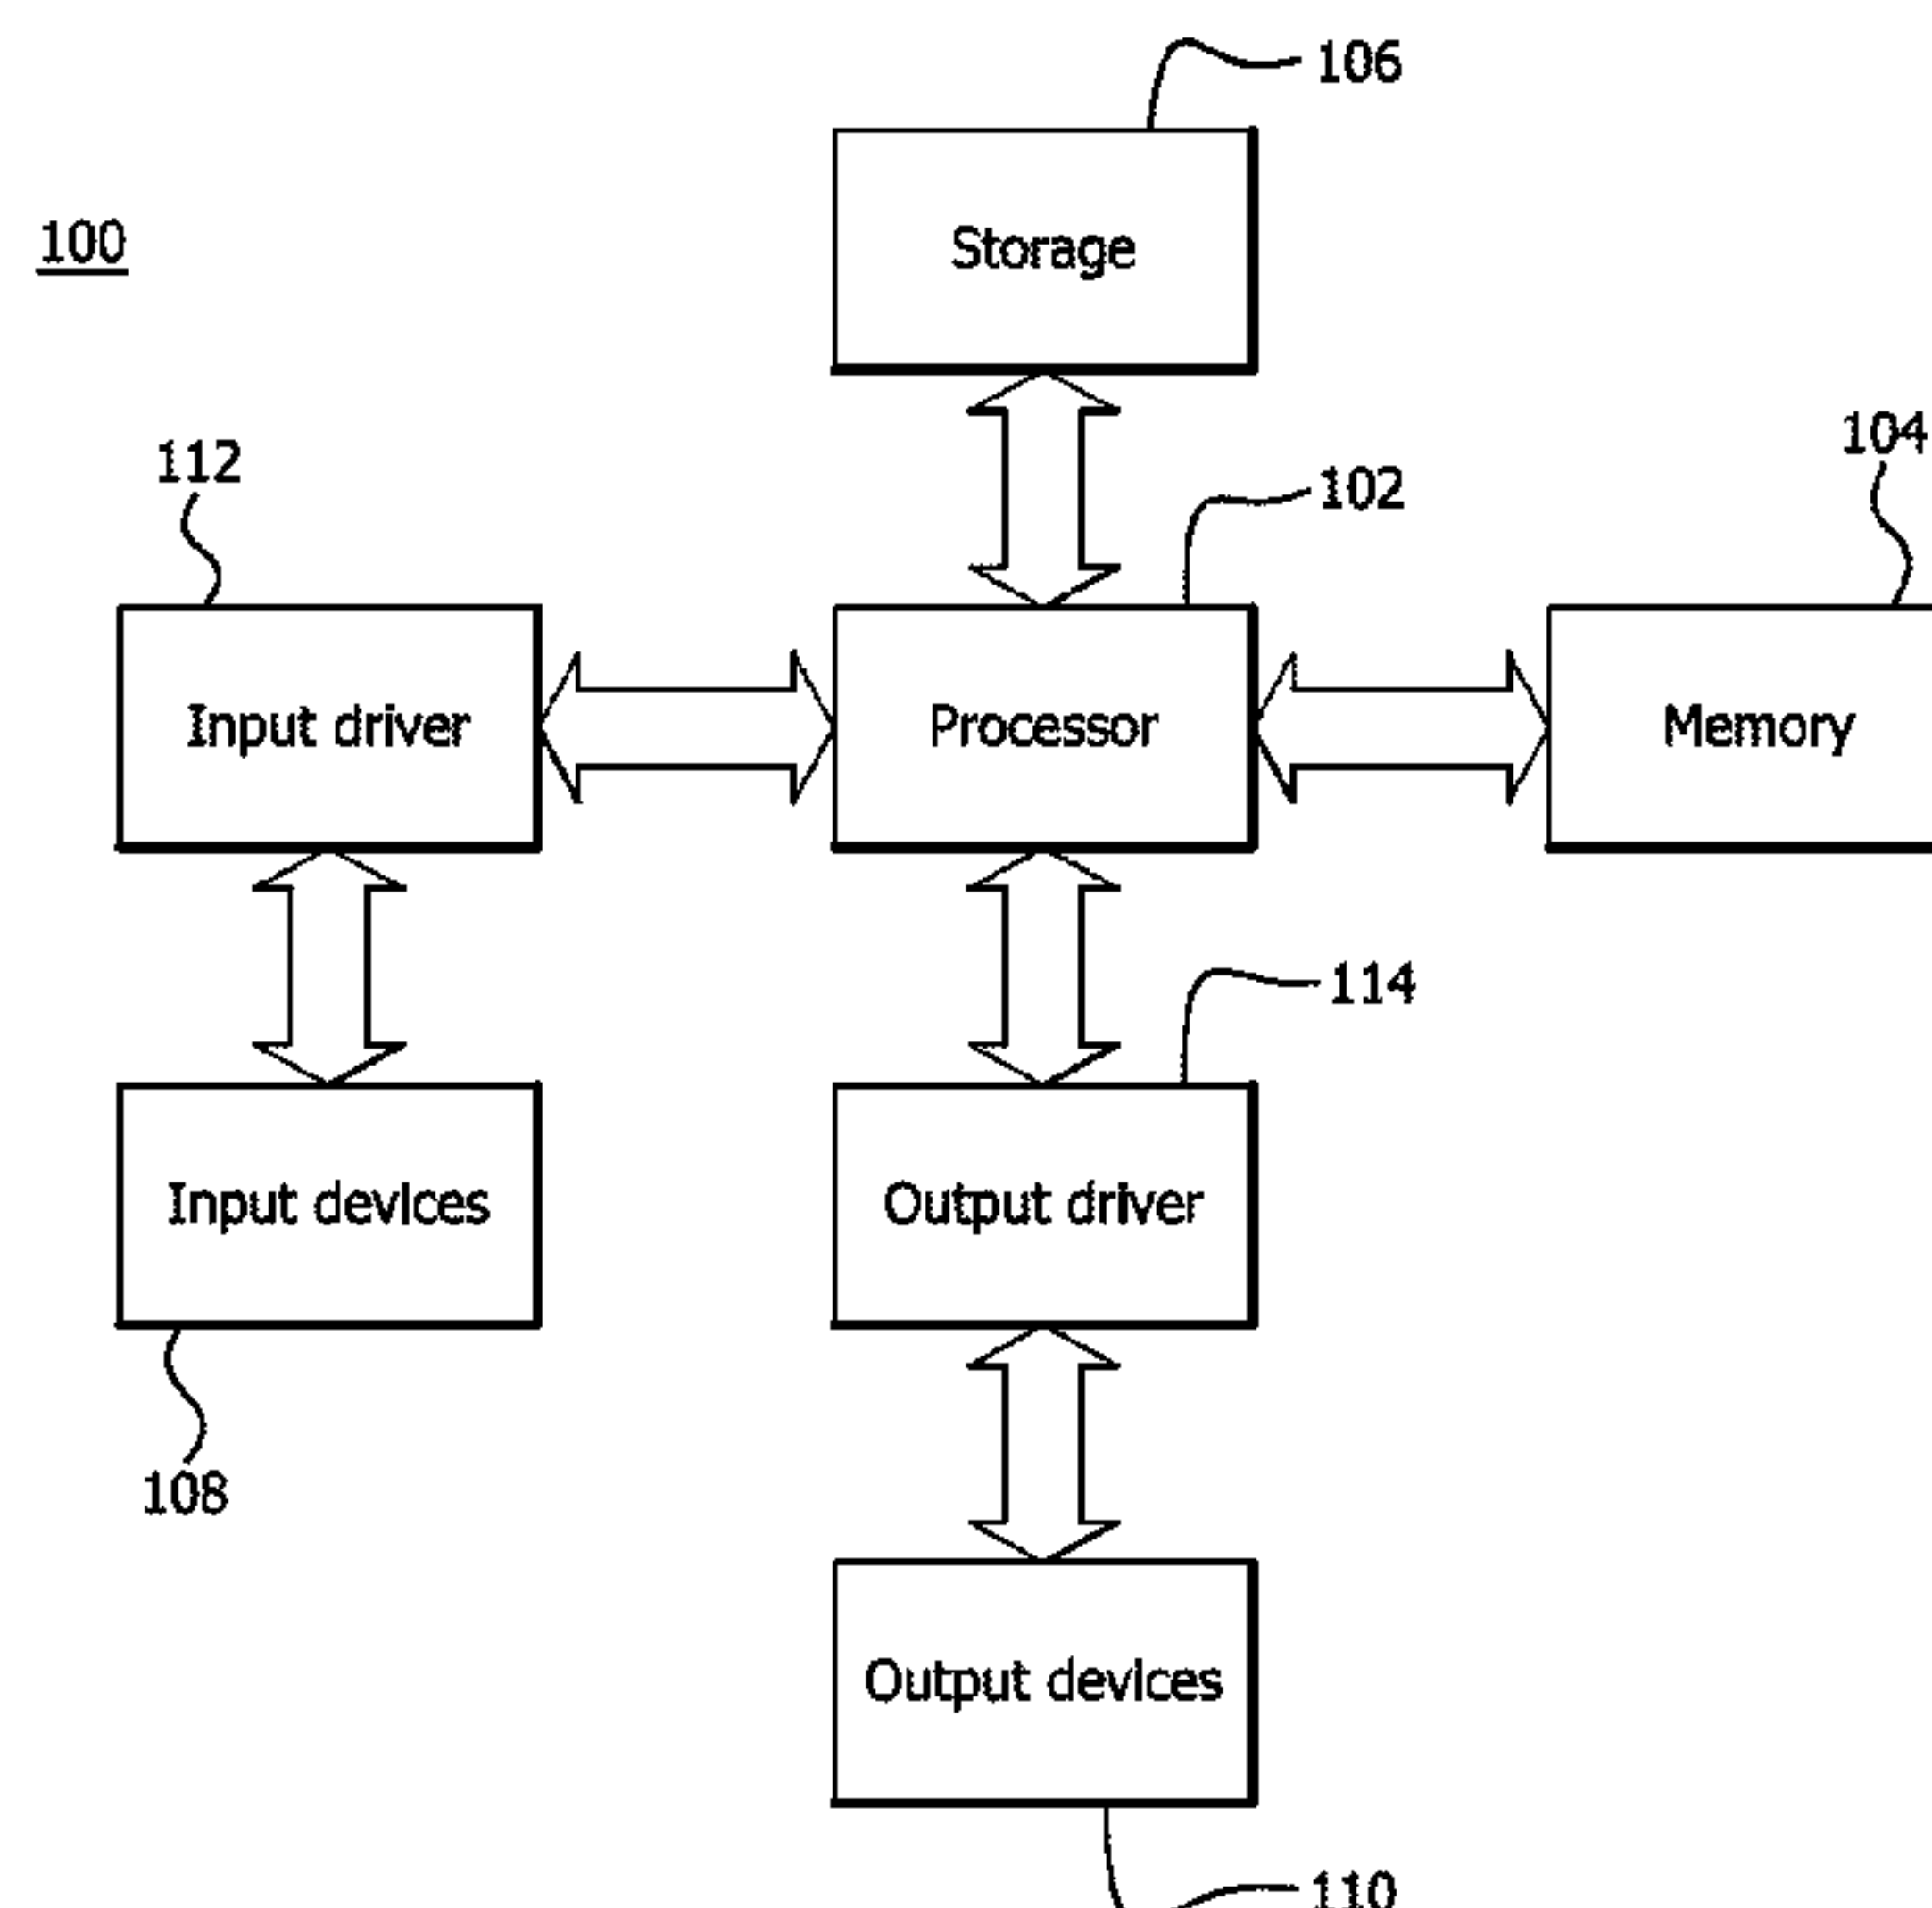 106
Storage
100
112
102
104
Input driver
Processor
Memory
114
Input devices
Output driver
108
Output devices
110